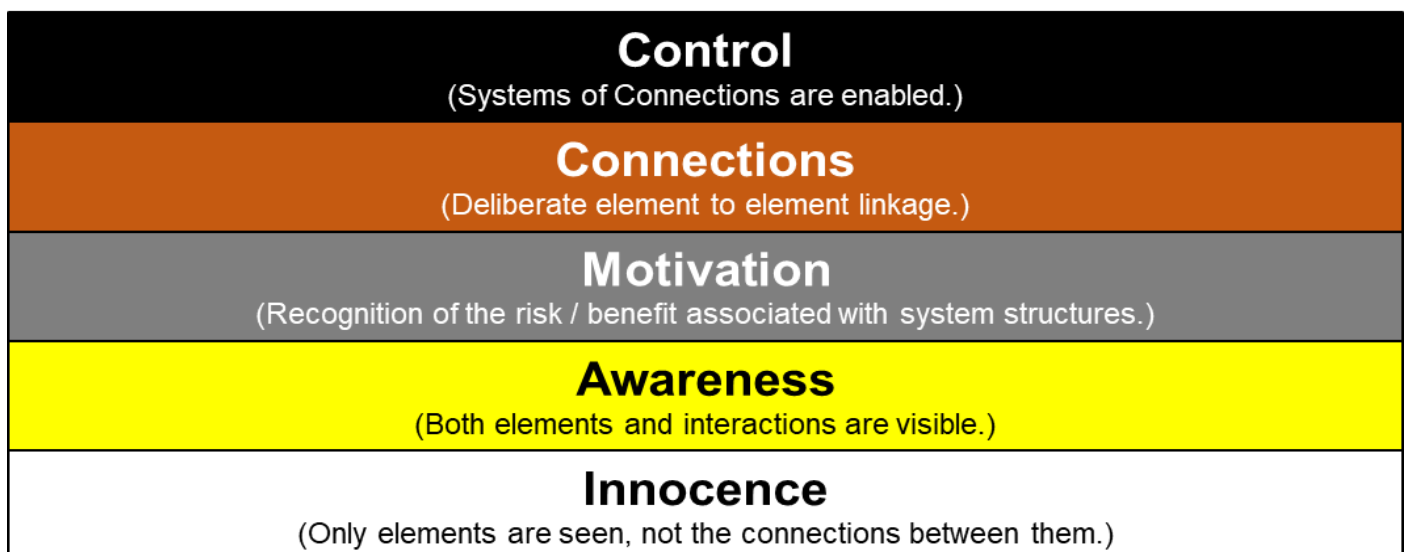 Control
(Systems of Connections are enabled.)
Connections
(Deliberate element to element linkage.)
Motivation
(Recognition of the risk / benefit associated with system structures.)
Awareness
(Both elements and interactions are visible.)
Innocence
(Only elements are seen, not the connections between them.)